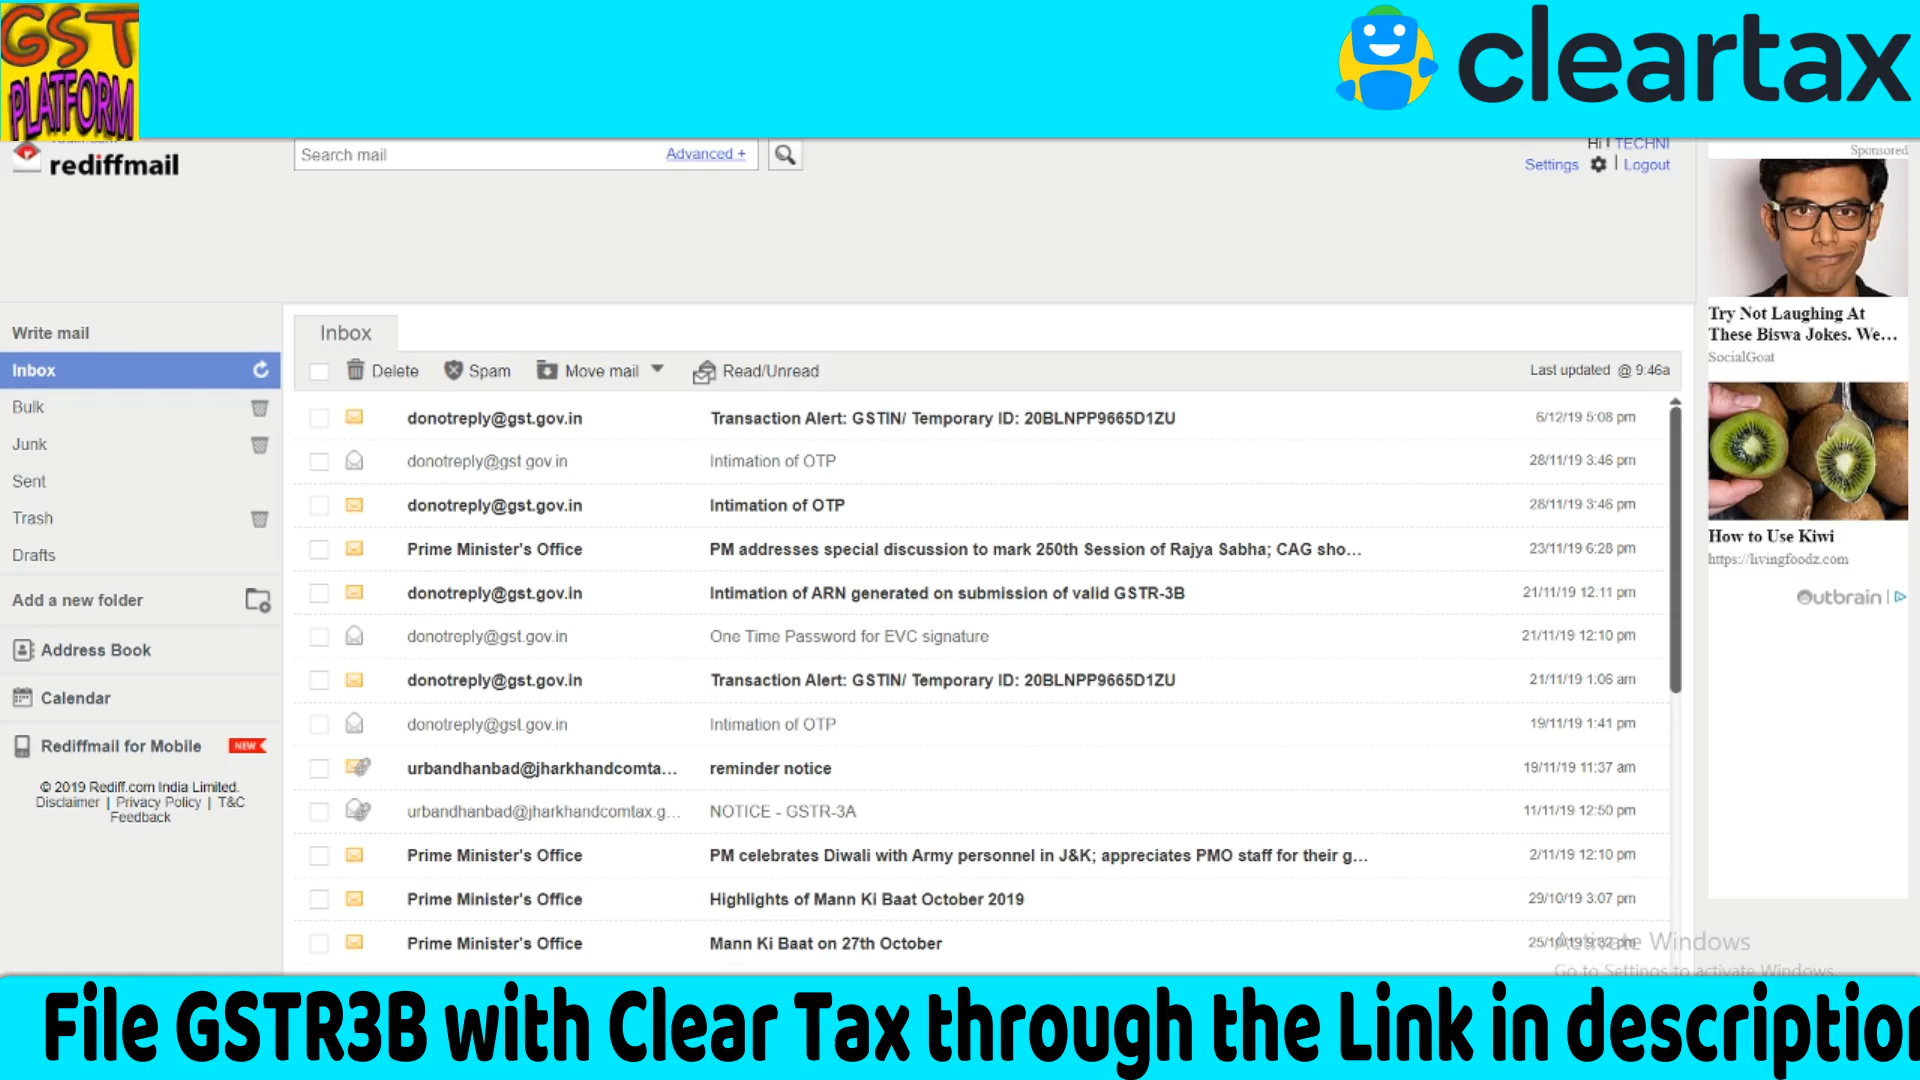 GST
PLATFORM
cleartax
rediffmail
Search mail
Advanced +
Hi ! TECHNI
Settings | Logout
Sponsored
Try Not Laughing At
These Biswa Jokes. We...
SocialGoat
How to Use Kiwi
https://livingfoodz.com
Outbrain
Write mail
Inbox
Bulk
Junk
Sent
Trash
Drafts
Add a new folder
Address Book
Calendar
Rediffmail for Mobile NEW
© 2019 Rediff.com India Limited.
Disclaimer | Privacy Policy | T&C
Feedback
Inbox
Delete Spam Move mail Read/Unread Last updated @ 9:46a
donotreply@gst.gov.in Transaction Alert: GSTIN/ Temporary ID: 20BLNPP9665D1ZU 6/12/19 5:08 pm
donotreply@gst.gov.in Intimation of OTP 28/11/19 3:46 pm
donotreply@gst.gov.in Intimation of OTP 28/11/19 3:46 pm
Prime Minister's Office PM addresses special discussion to mark 250th Session of Rajya Sabha; CAG sho... 23/11/19 6:28 pm
donotreply@gst.gov.in Intimation of ARN generated on submission of valid GSTR-3B 21/11/19 12:11 pm
donotreply@gst.gov.in One Time Password for EVC signature 21/11/19 12:10 pm
donotreply@gst.gov.in Transaction Alert: GSTIN/ Temporary ID: 20BLNPP9665D1ZU 21/11/19 1:06 am
donotreply@gst.gov.in Intimation of OTP 19/11/19 1:41 pm
urbandhanbad@jharkhandcomta... reminder notice 19/11/19 11:37 am
urbandhanbad@jharkhandcomtax.g... NOTICE - GSTR-3A 11/11/19 12:50 pm
Prime Minister's Office PM celebrates Diwali with Army personnel in J&K; appreciates PMO staff for their g... 2/11/19 12:10 pm
Prime Minister's Office Highlights of Mann Ki Baat October 2019 29/10/19 3:07 pm
Prime Minister's Office Mann Ki Baat on 27th October
Activate Windows
Go to Settings to activate Windows.
File GSTR3B with Clear Tax through the Link in description